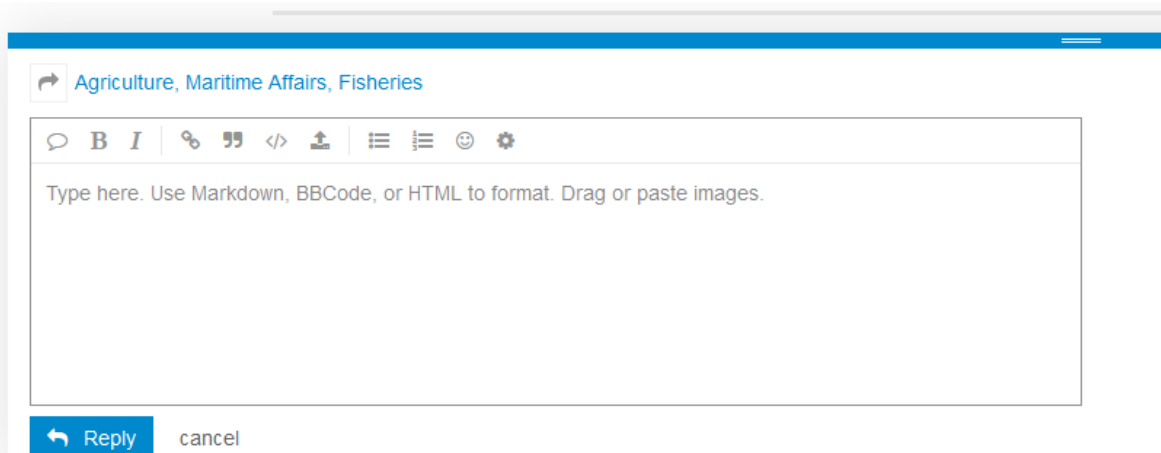 Agriculture, Maritime Affairs, Fisheries
B I </>
Type here. Use Markdown, BBCode, or HTML to format. Drag or paste images.
Reply cancel